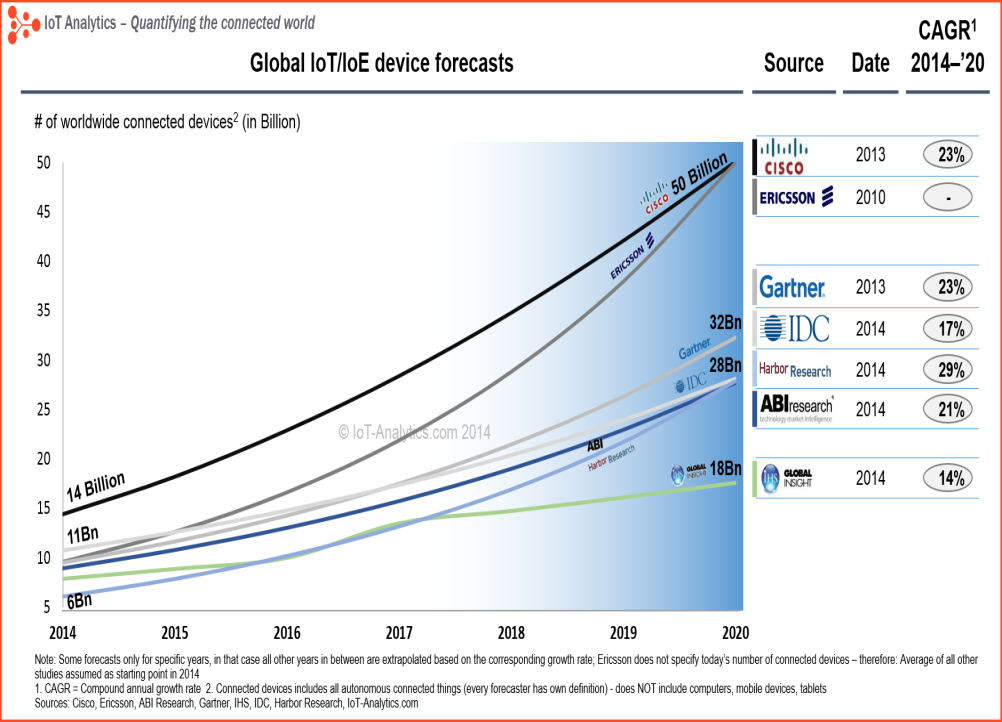 IoT Analytics – Quantifying the connected world
Global IoT/IoE device forecasts
Source
Date
CAGR1
2014–'20
# of worldwide connected devices2 (in Billion)
50
45
40
35
30
25
20
15
10
5
2014
2015
2016
2017
2018
2019
2020
14 Billion
11Bn
6Bn
CISCO
50 Billion
ERICSSON
32Bn
Gartner
28Bn
IDC
ABI
Harbor Research
GLOBAL
INSIGHT
18Bn
© IoT-Analytics.com 2014
CISCO
2013
23%
ERICSSON
2010
-
Gartner.
2013
23%
IDC
2014
17%
Harbor Research
2014
29%
ABIresearch
technology market intelligence
2014
21%
IHS GLOBAL
INSIGHT
2014
14%
Note: Some forecasts only for specific years, in that case all other years in between are extrapolated based on the corresponding growth rate; Ericsson does not specify today's number of connected devices – therefore: Average of all other
studies assumed as starting point in 2014
1. CAGR = Compound annual growth rate 2. Connected devices includes all autonomous connected things (every forecaster has own definition) - does NOT include computers, mobile devices, tablets
Sources: Cisco, Ericsson, ABI Research, Gartner, IHS, IDC, Harbor Research, IoT-Analytics.com